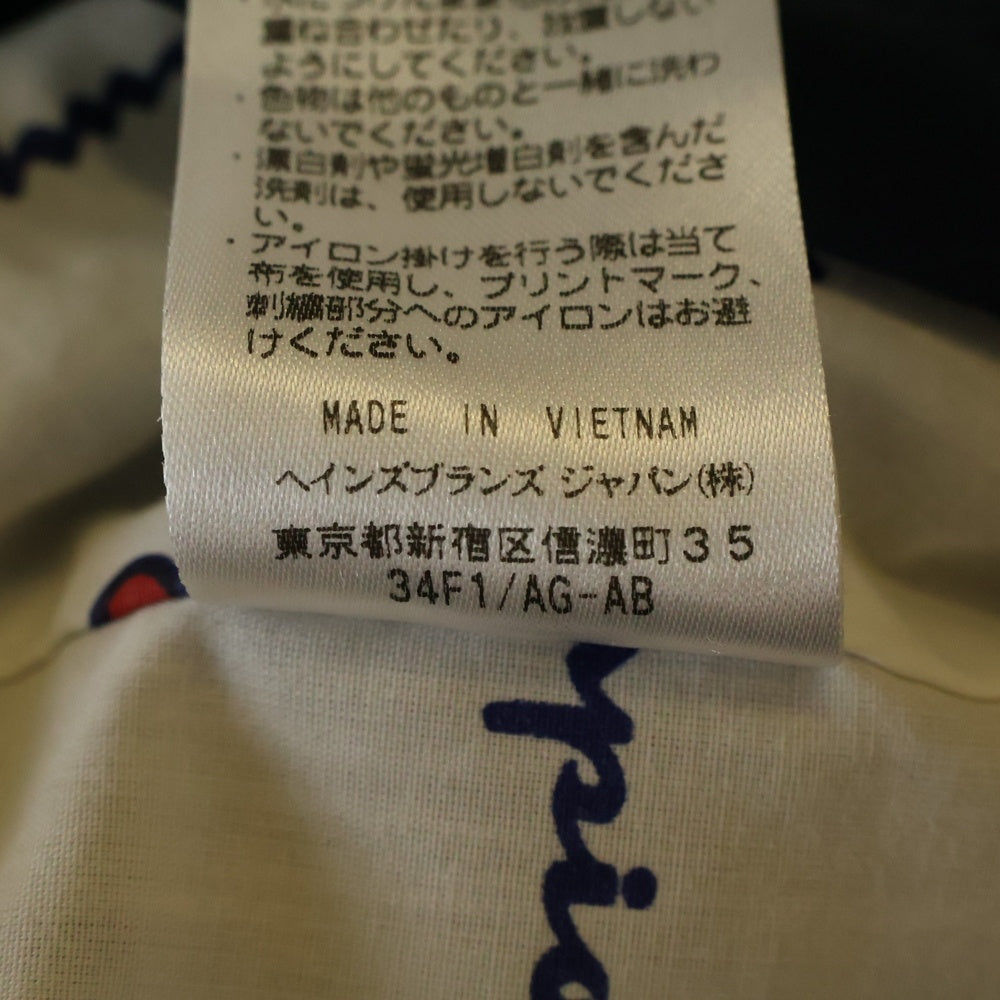 重ね合わせたり、放置しない
ようにしてください。
・色物は他のものと一緒に洗わ
ないでください。
・漂白剤や蛍光増白剤を含んだ
洗剤は、使用しないでくださ
い。
・アイロン掛けを行う際は当て
布を使用し、プリントマーク、
刺繍部分へのアイロンはお避
けください。
MADE IN VIETNAM
ヘインズブランズ ジャパン(株)
東京都新宿区信濃町35
34F1/AG-AB
mpio